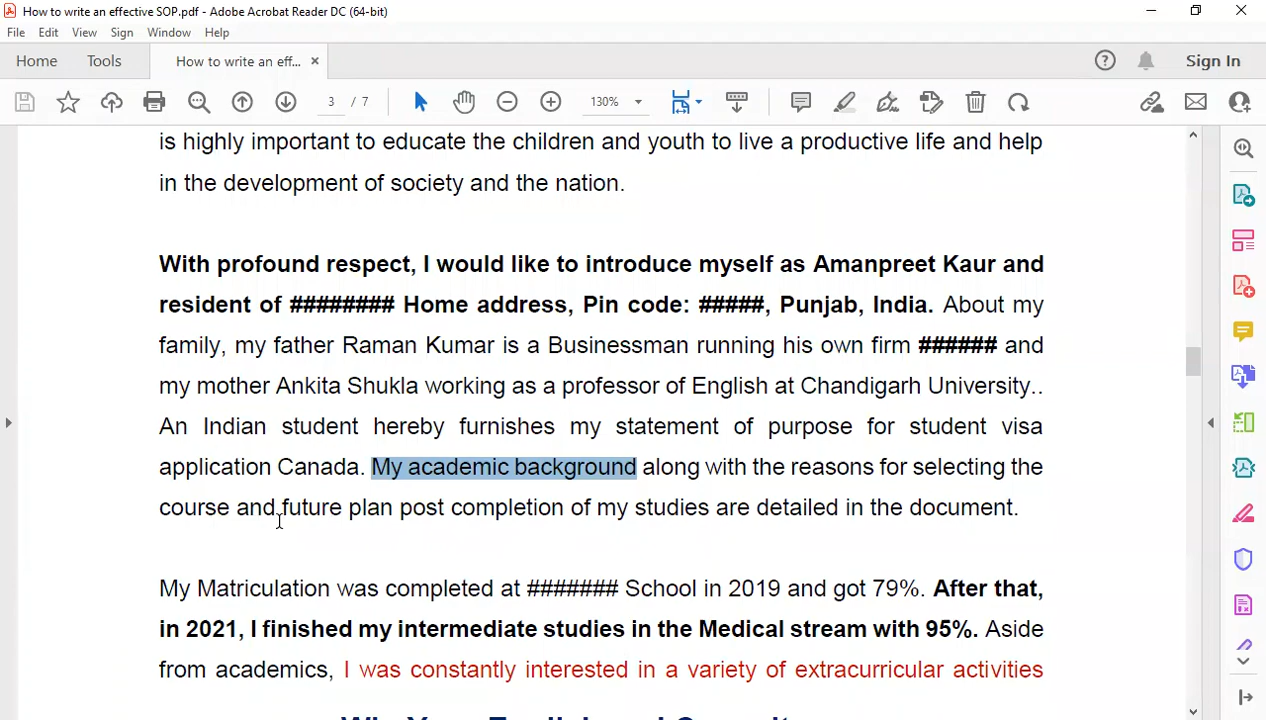 How to write an effective SOP.pdf - Adobe Acrobat Reader DC (64-bit)
File Edit View Sign Window Help
Home Tools How to write an eff... × Sign In
3 / 7 130%
is highly important to educate the children and youth to live a productive life and help
in the development of society and the nation.
With profound respect, I would like to introduce myself as Amanpreet Kaur and
resident of ######## Home address, Pin code: #####, Punjab, India. About my
family, my father Raman Kumar is a Businessman running his own firm ###### and
my mother Ankita Shukla working as a professor of English at Chandigarh University..
An Indian student hereby furnishes my statement of purpose for student visa
application Canada. My academic background along with the reasons for selecting the
course and future plan post completion of my studies are detailed in the document.
My Matriculation was completed at ####### School in 2019 and got 79%. After that,
in 2021, I finished my intermediate studies in the Medical stream with 95%. Aside
from academics, I was constantly interested in a variety of extracurricular activities